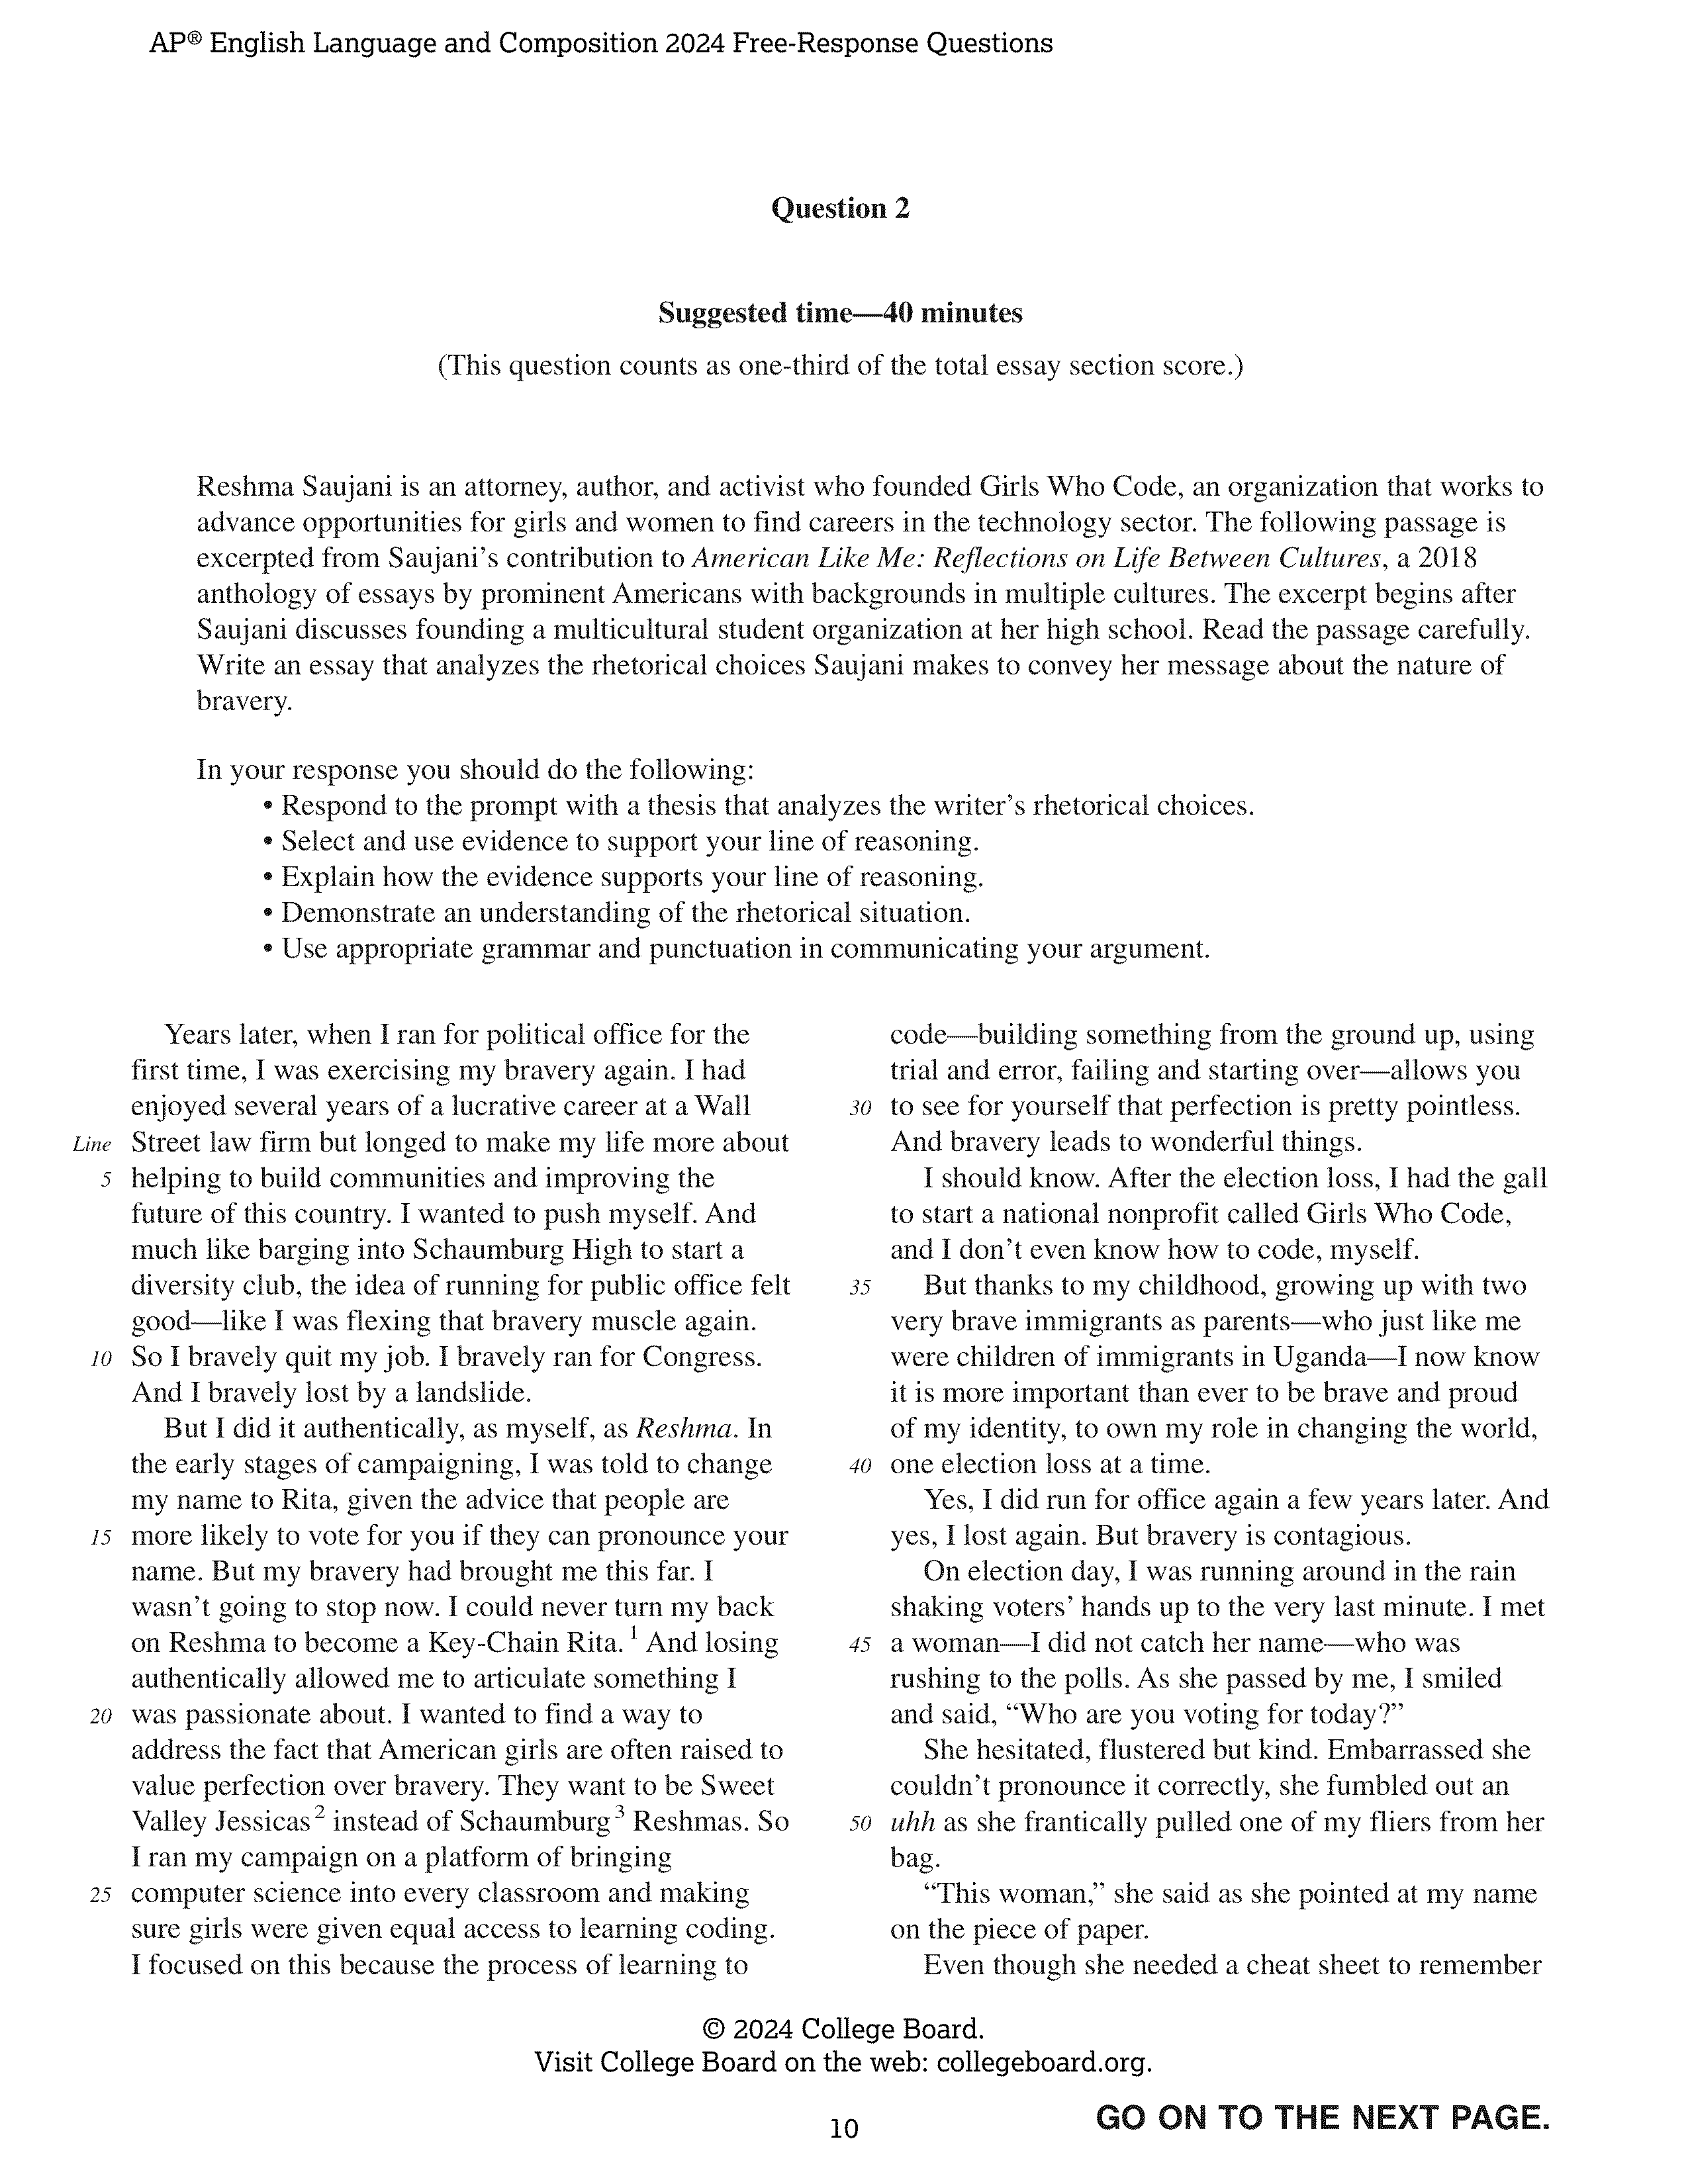 AP® English Language and Composition 2024 Free-Response Questions
Question 2
Suggested time—40 minutes
(This question counts as one-third of the total essay section score.)
Reshma Saujani is an attorney, author, and activist who founded Girls Who Code, an organization that works to
advance opportunities for girls and women to find careers in the technology sector. The following passage is
excerpted from Saujani’s contribution to American Like Me: Reflections on Life Between Cultures, a 2018
anthology of essays by prominent Americans with backgrounds in multiple cultures. The excerpt begins after
Saujani discusses founding a multicultural student organization at her high school. Read the passage carefully.
Write an essay that analyzes the rhetorical choices Saujani makes to convey her message about the nature of
bravery.
In your response you should do the following:
• Respond to the prompt with a thesis that analyzes the writer’s rhetorical choices.
• Select and use evidence to support your line of reasoning.
• Explain how the evidence supports your line of reasoning.
• Demonstrate an understanding of the rhetorical situation.
• Use appropriate grammar and punctuation in communicating your argument.
Years later, when I ran for political office for the
first time, I was exercising my bravery again. I had
enjoyed several years of a lucrative career at a Wall
Line Street law firm but longed to make my life more about
5 helping to build communities and improving the
future of this country. I wanted to push myself. And
much like barging into Schaumburg High to start a
diversity club, the idea of running for public office felt
good—like I was flexing that bravery muscle again.
10 So I bravely quit my job. I bravely ran for Congress.
And I bravely lost by a landslide.
But I did it authentically, as myself, as Reshma. In
the early stages of campaigning, I was told to change
my name to Rita, given the advice that people are
15 more likely to vote for you if they can pronounce your
name. But my bravery had brought me this far. I
wasn’t going to stop now. I could never turn my back
on Reshma to become a Key-Chain Rita. 1 And losing
authentically allowed me to articulate something I
20 was passionate about. I wanted to find a way to
address the fact that American girls are often raised to
value perfection over bravery. They want to be Sweet
Valley Jessicas 2 instead of Schaumburg 3 Reshmas. So
I ran my campaign on a platform of bringing
25 computer science into every classroom and making
sure girls were given equal access to learning coding.
I focused on this because the process of learning to
code—building something from the ground up, using
trial and error, failing and starting over—allows you
30 to see for yourself that perfection is pretty pointless.
And bravery leads to wonderful things.
I should know. After the election loss, I had the gall
to start a national nonprofit called Girls Who Code,
and I don’t even know how to code, myself.
35 But thanks to my childhood, growing up with two
very brave immigrants as parents—who just like me
were children of immigrants in Uganda—I now know
it is more important than ever to be brave and proud
of my identity, to own my role in changing the world,
40 one election loss at a time.
Yes, I did run for office again a few years later. And
yes, I lost again. But bravery is contagious.
On election day, I was running around in the rain
shaking voters’ hands up to the very last minute. I met
45 a woman—I did not catch her name—who was
rushing to the polls. As she passed by me, I smiled
and said, “Who are you voting for today?”
She hesitated, flustered but kind. Embarrassed she
couldn’t pronounce it correctly, she fumbled out an
50 uhh as she frantically pulled one of my fliers from her
bag.
“This woman,” she said as she pointed at my name
on the piece of paper.
Even though she needed a cheat sheet to remember
© 2024 College Board.
Visit College Board on the web: collegeboard.org.
GO ON TO THE NEXT PAGE.
10